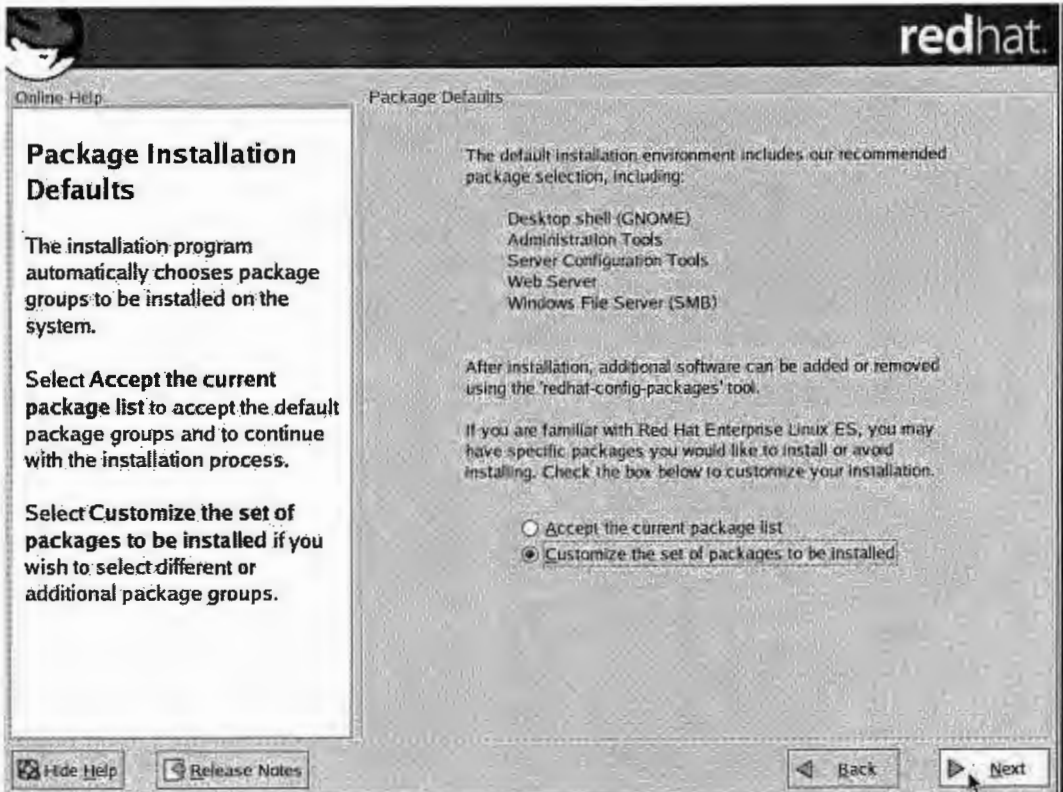 redhat.
Online Help
Package Installation
Defaults
The installation program
automatically chooses package
groups to be installed on the
system.
Select Accept the current
package list to accept the default
package groups and to continue
with the installation process.
Select Customize the set of
packages to be installed if you
wish to select different or
additional package groups.
Package Defaults
The default installation environment includes our recommended
package selection, including:
Desktop shell (GNOME)
Administration Tools
Server Configuration Tools
Web Server
Windows File Server (SMB)
After installation, additional software can be added or removed
using the 'redhat-config-packages' tool.
If you are familiar with Red Hat Enterprise Linux ES, you may
have specific packages you would like to install or avoid
installing. Check the box below to customize your installation.
Accept the current package list
Customize the set of packages to be installed
Hide Help
Release Notes
Back
Next